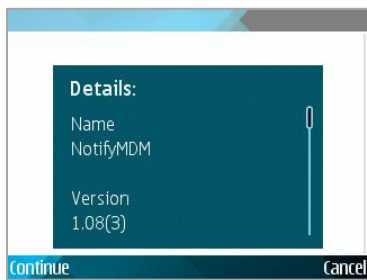 Details:
Name
NotifyMDM
Version
1.08(3)
Continue Cancel